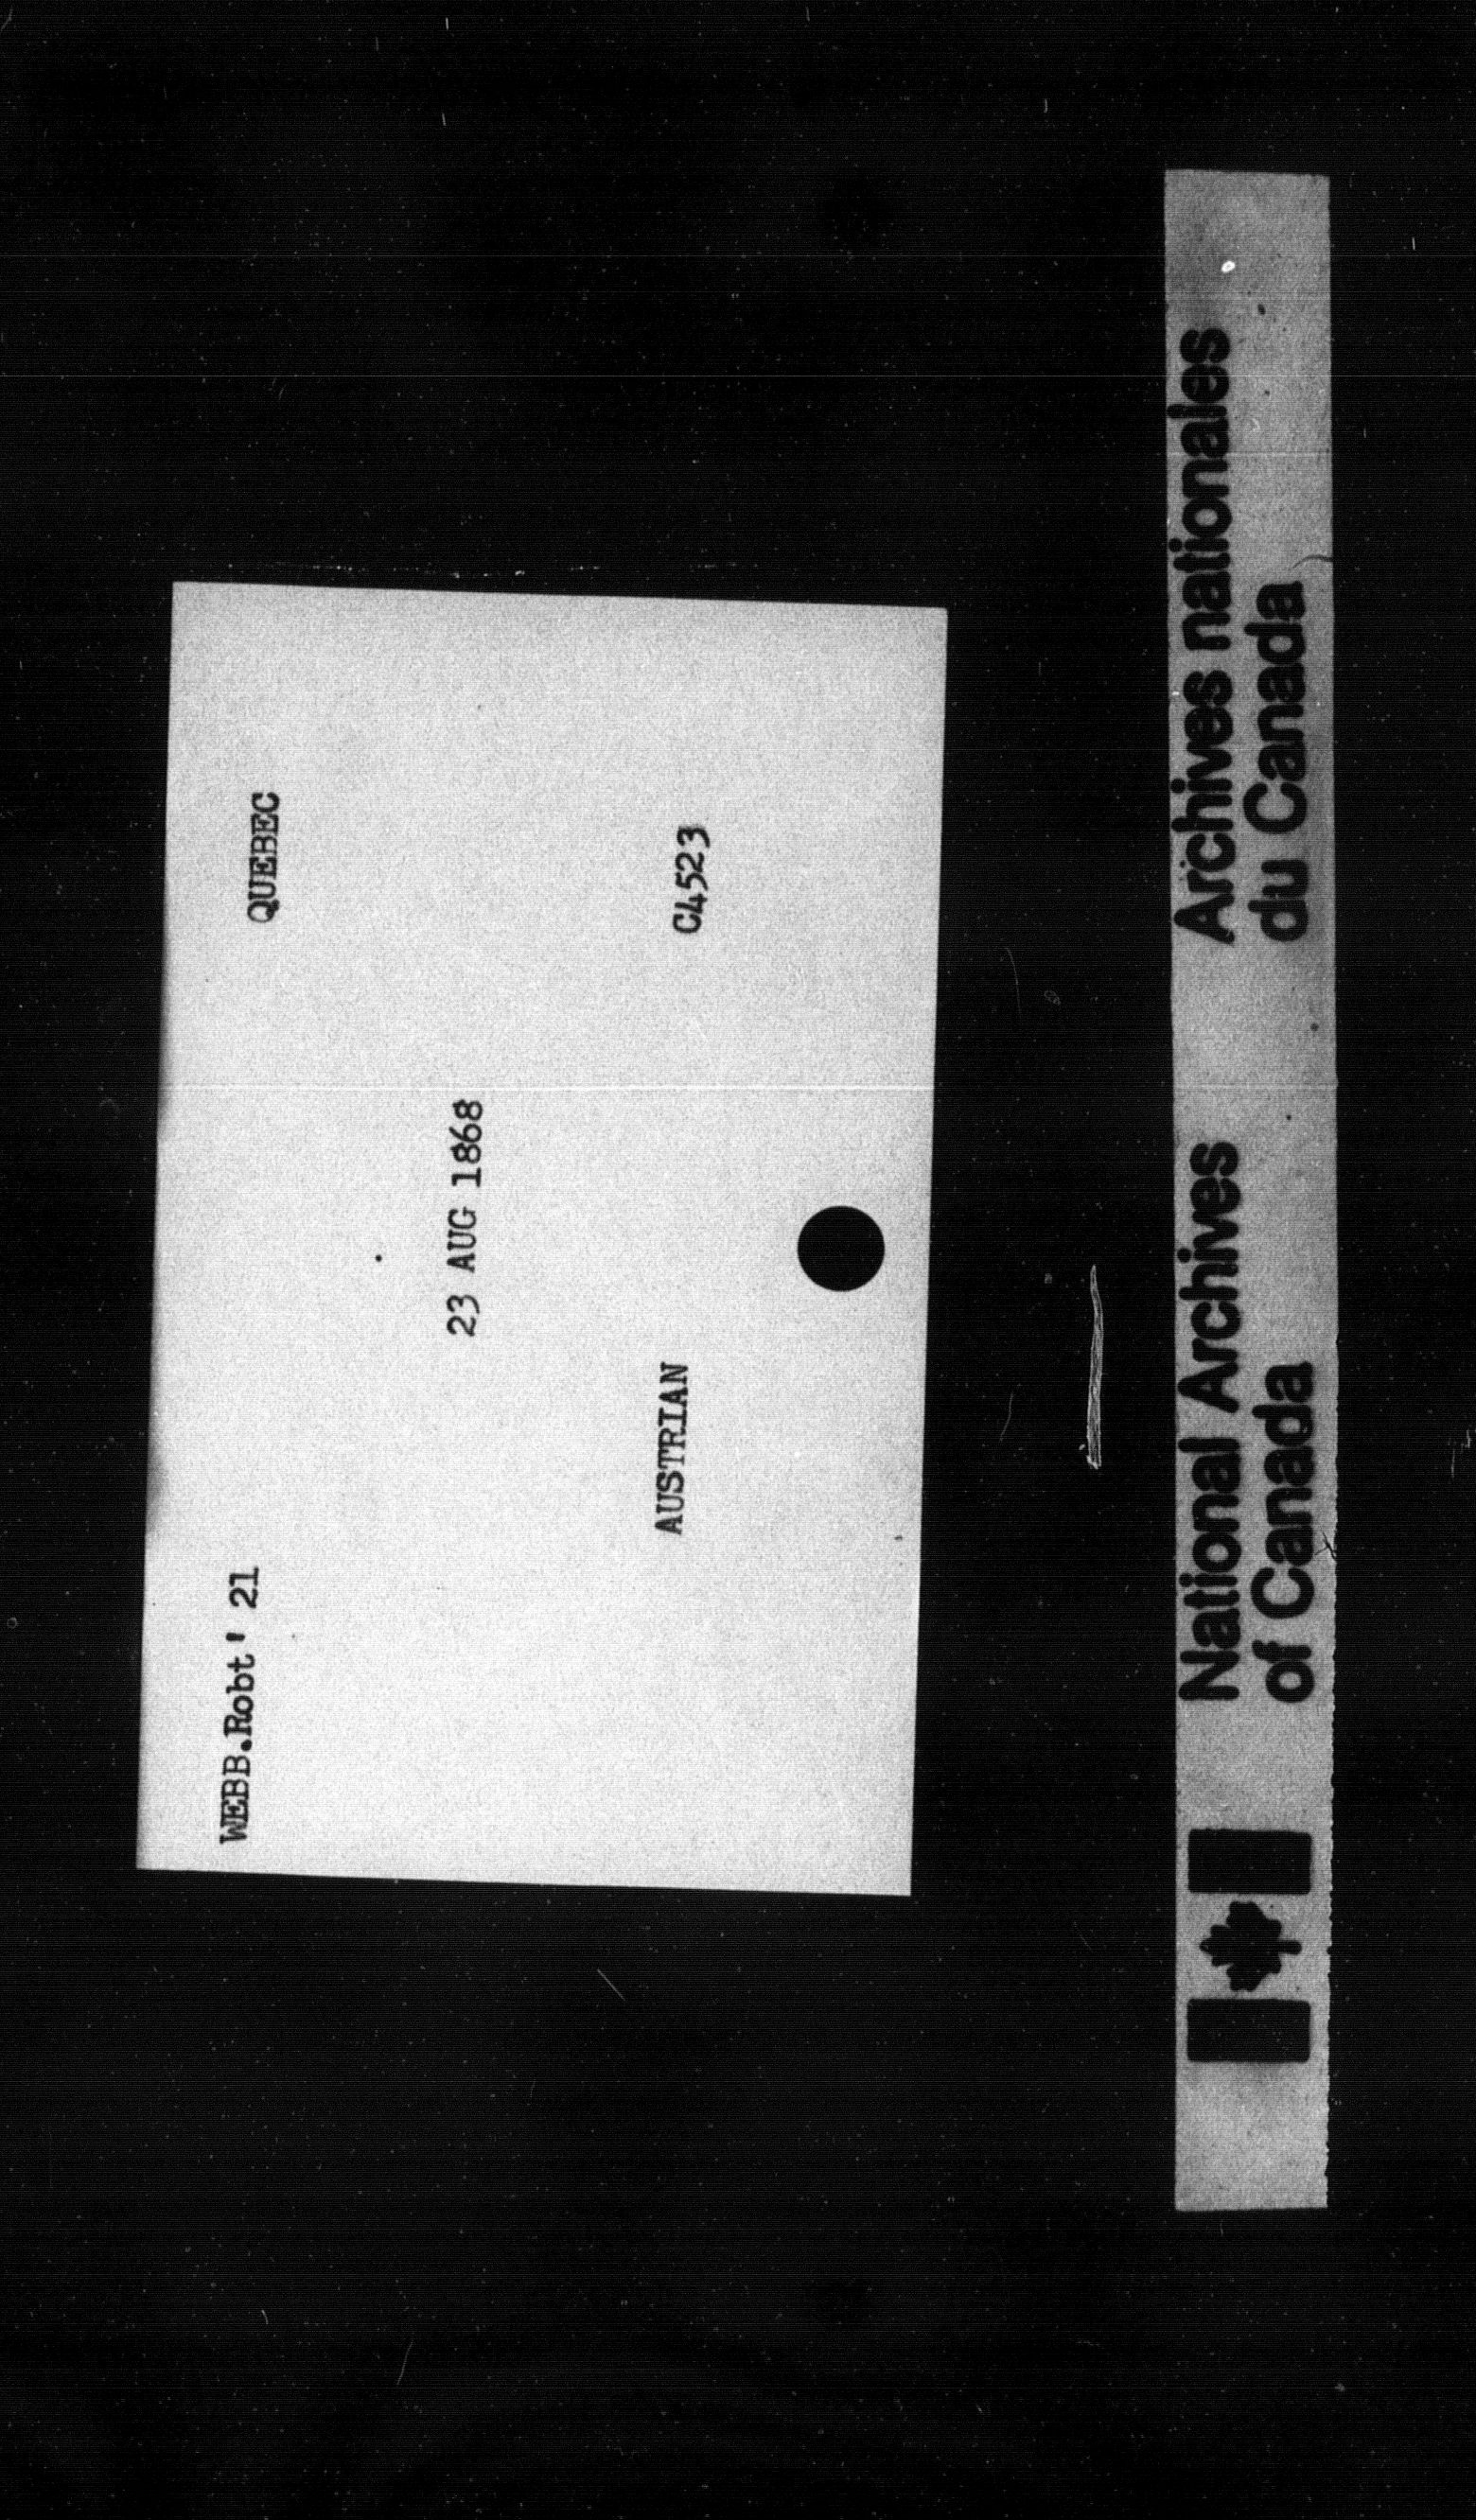 WEBB.Robt' 21 QUEBEC
23 AUG 1868
AUSTRIAN C4523
National Archives
of Canada
Archives nationales
du Canada